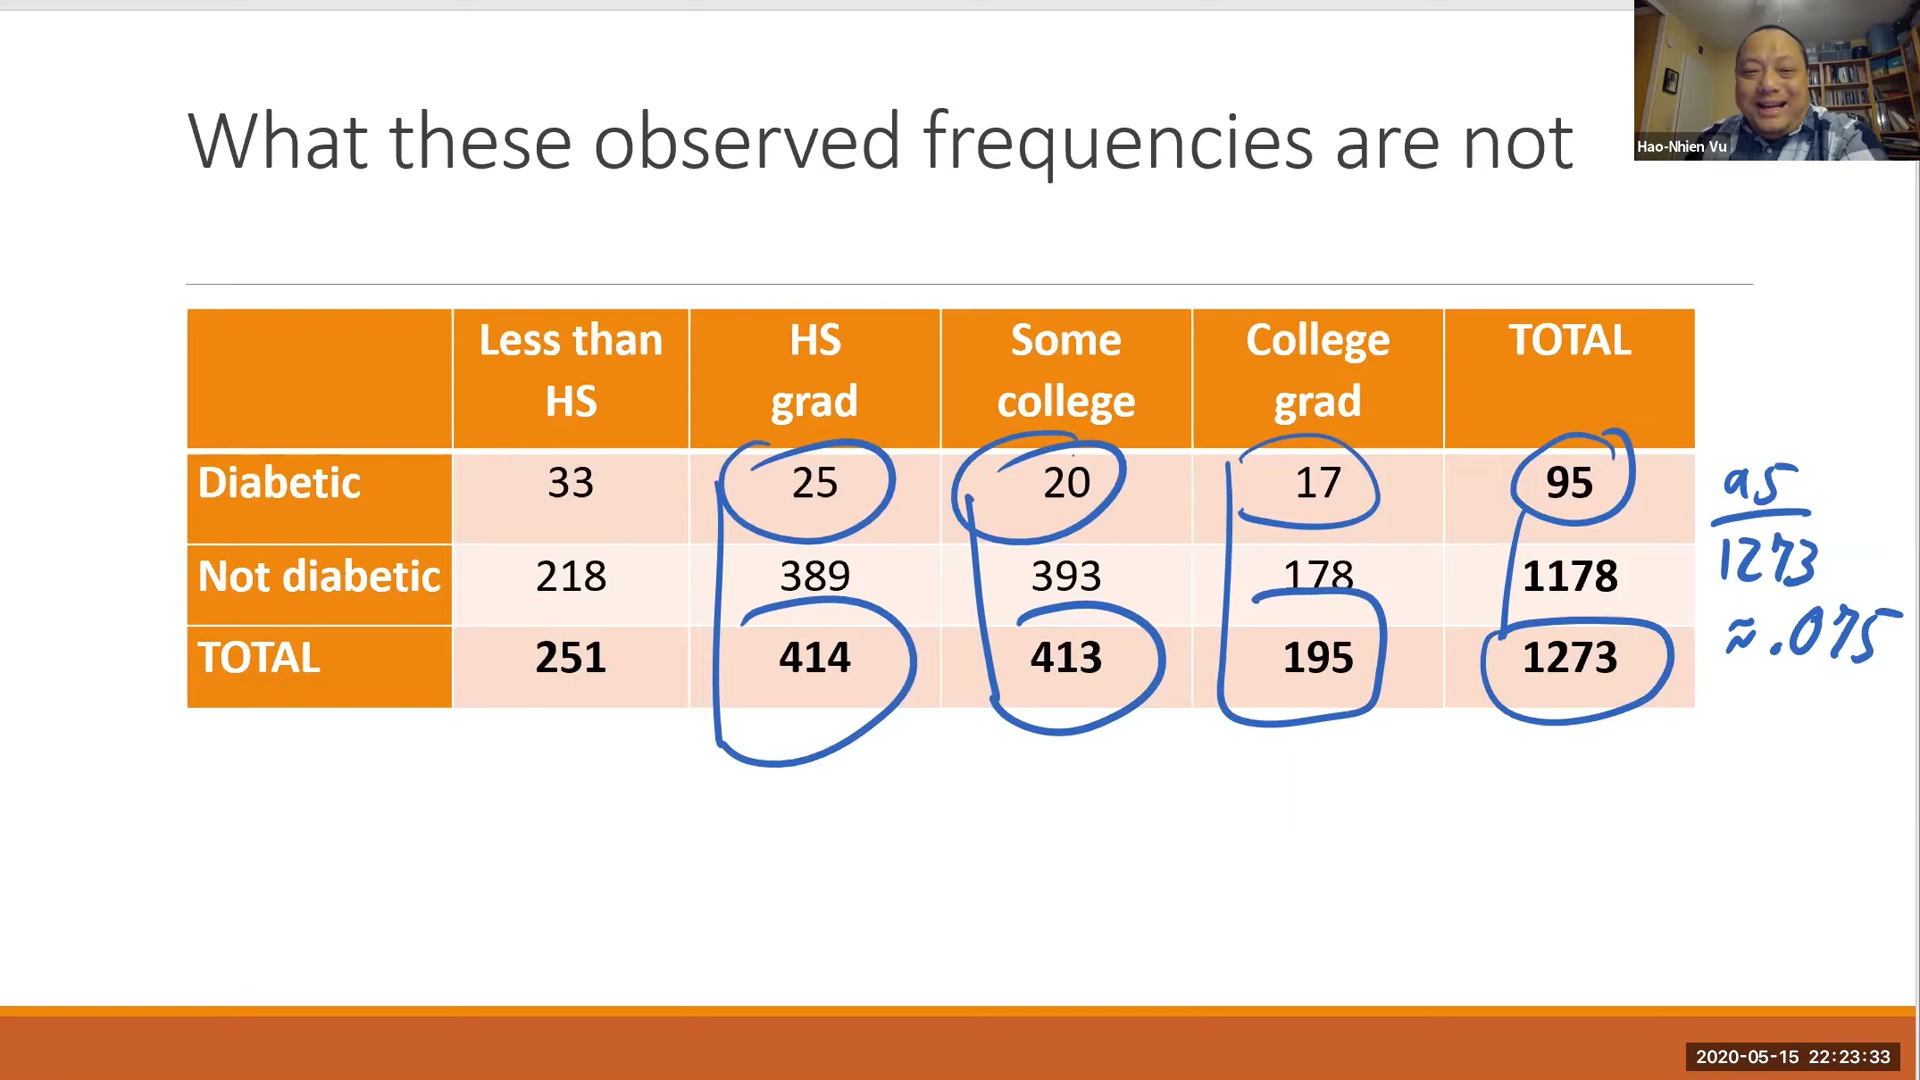 What these observed frequencies are not
Hao-Nhien Vu
Less than HS
HS grad
Some college
College grad
TOTAL
Diabetic 33 25 20 17 95
Not diabetic 218 389 393 178 1178
TOTAL 251 414 413 195 1273
95
1273
≈.075
2020-05-15 22:23:33